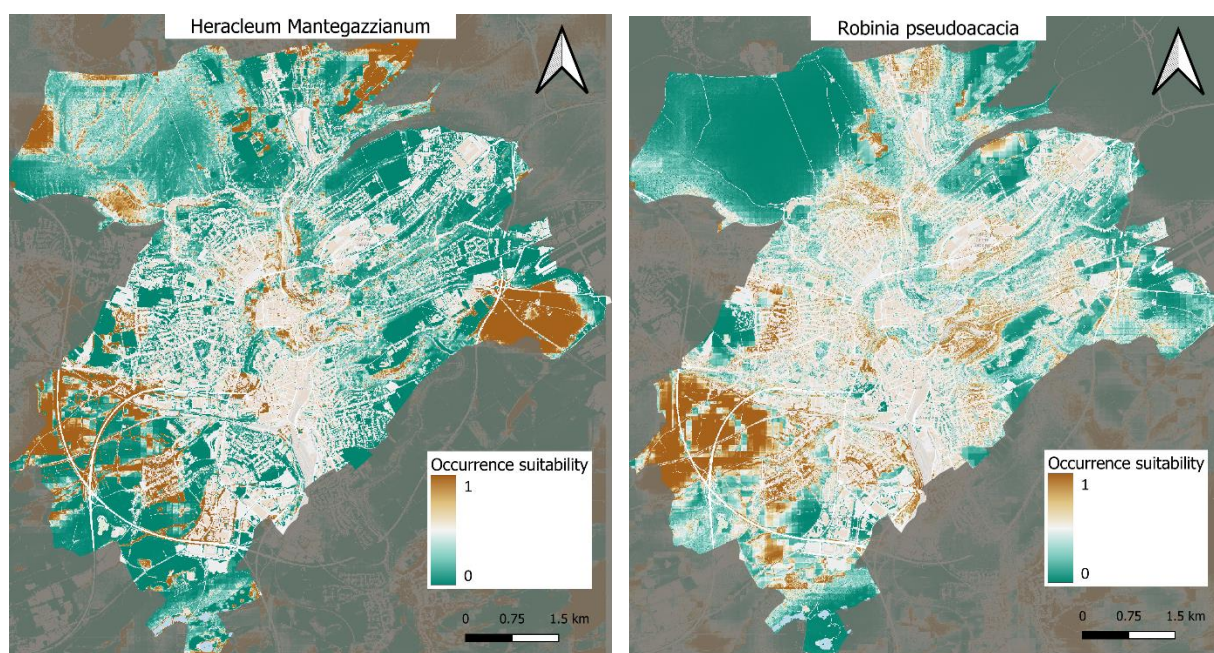 Heracleum Mantegazzianum
Occurrence suitability
1
0
0 0.75 1.5 km
Robinia pseudoacacia
Occurrence suitability
1
0
0 0.75 1.5 km